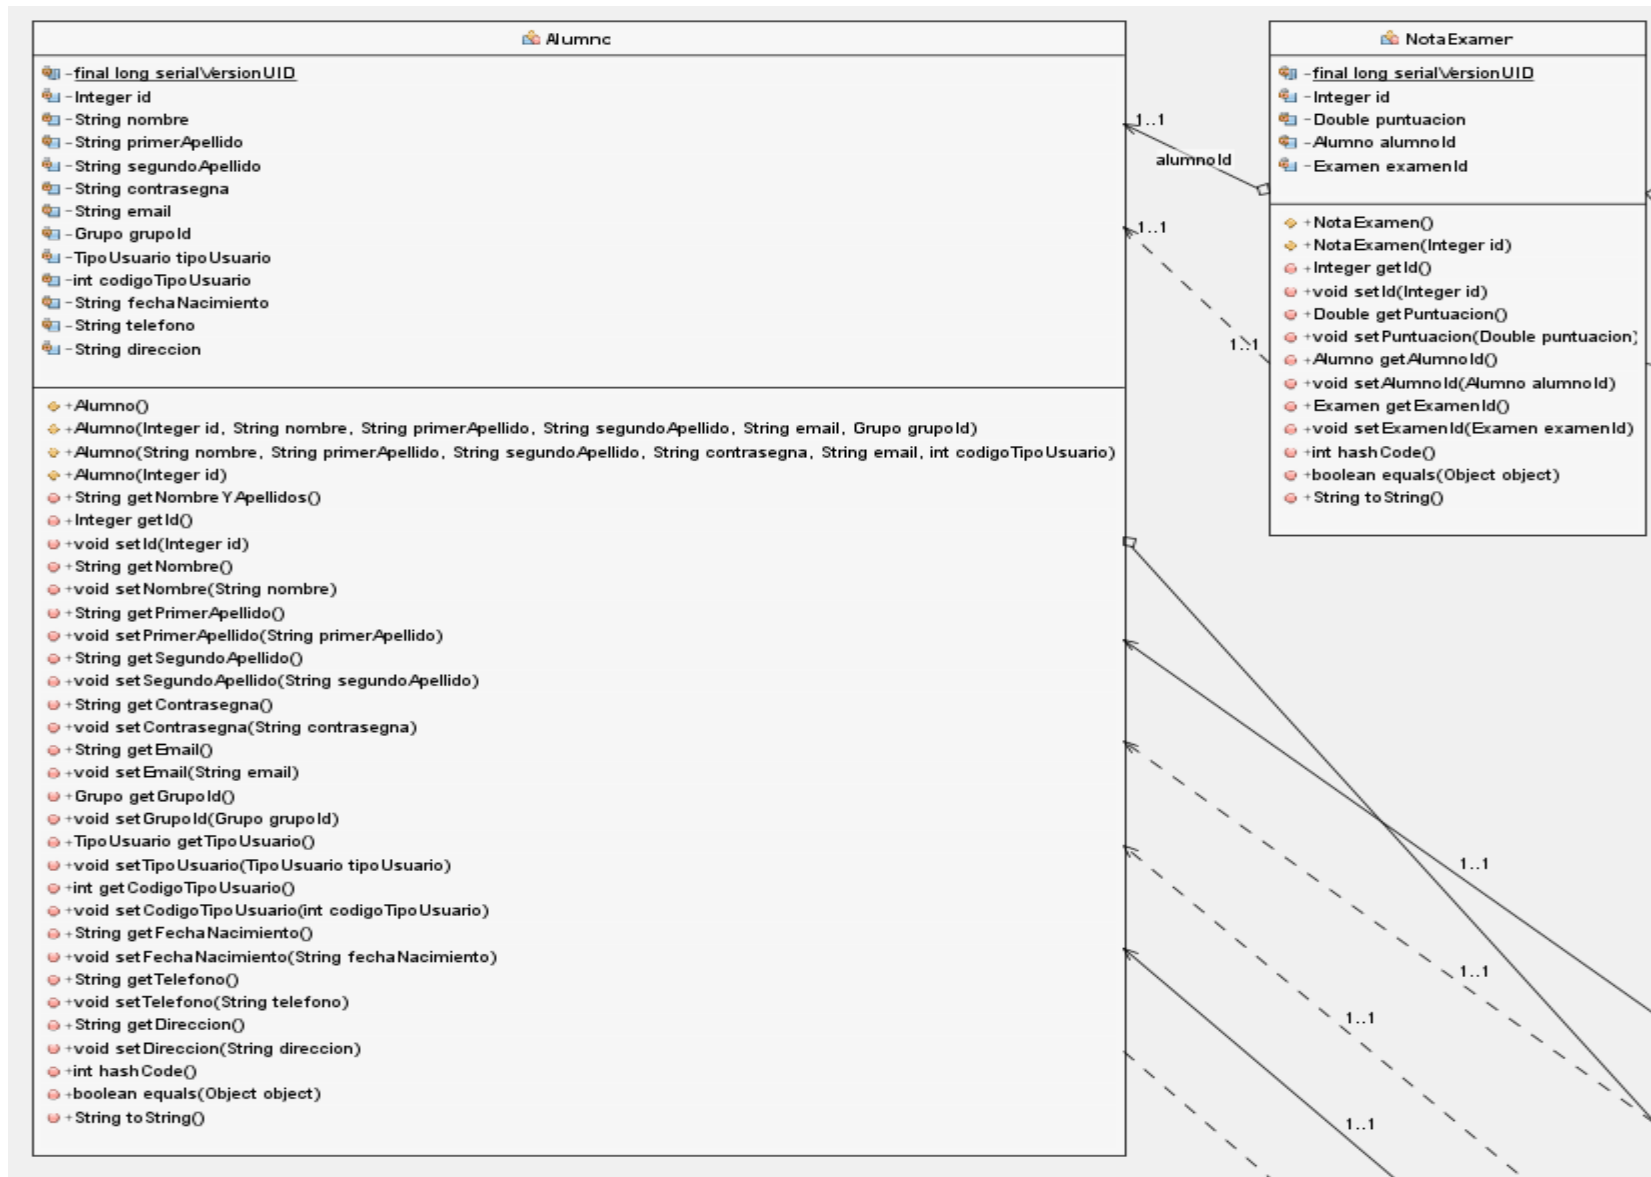 Alumno
-final long serialVersionUID
-Integer id
-String nombre
-String primerApellido
-String segundoApellido
-String contrasegna
-String email
-Grupo grupoId
-TipoUsuario tipoUsuario
-int codigoTipoUsuario
-String fechaNacimiento
-String telefono
-String direccion
+Alumno()
+Alumno(Integer id, String nombre, String primerApellido, String segundoApellido, String email, Grupo grupoId)
+Alumno(String nombre, String primerApellido, String segundoApellido, String contrasegna, String email, int codigoTipoUsuario)
+Alumno(Integer id)
+String getNombreYApellidos()
+Integer getId()
+void setId(Integer id)
+String getNombre()
+void setNombre(String nombre)
+String getPrimerApellido()
+void setPrimerApellido(String primerApellido)
+String getSegundoApellido()
+void setSegundoApellido(String segundoApellido)
+String getContrasegna()
+void setContrasegna(String contrasegna)
+String getEmail()
+void setEmail(String email)
+Grupo getGrupoId()
+void setGrupoId(Grupo grupoId)
+TipoUsuario getTipoUsuario()
+void setTipoUsuario(TipoUsuario tipoUsuario)
+int getCodigoTipoUsuario()
+void setCodigoTipoUsuario(int codigoTipoUsuario)
+String getFechaNacimiento()
+void setFechaNacimiento(String fechaNacimiento)
+String getTelefono()
+void setTelefono(String telefono)
+String getDireccion()
+void setDireccion(String direccion)
+int hashCode()
+boolean equals(Object object)
+String toString()
1..1
alumnoId
1..1
1..1
1..1
1..1
1..1
1..1
NotaExamen
-final long serialVersionUID
-Integer id
-Double puntuacion
-Alumno alumnoId
-Examen examenId
+NotaExamen()
+NotaExamen(Integer id)
+Integer getId()
+void setId(Integer id)
+Double getPuntuacion()
+void setPuntuacion(Double puntuacion)
+Alumno getAlumnoId()
+void setAlumnoId(Alumno alumnoId)
+Examen getExamenId()
+void setExamenId(Examen examenId)
+int hashCode()
+boolean equals(Object object)
+String toString()